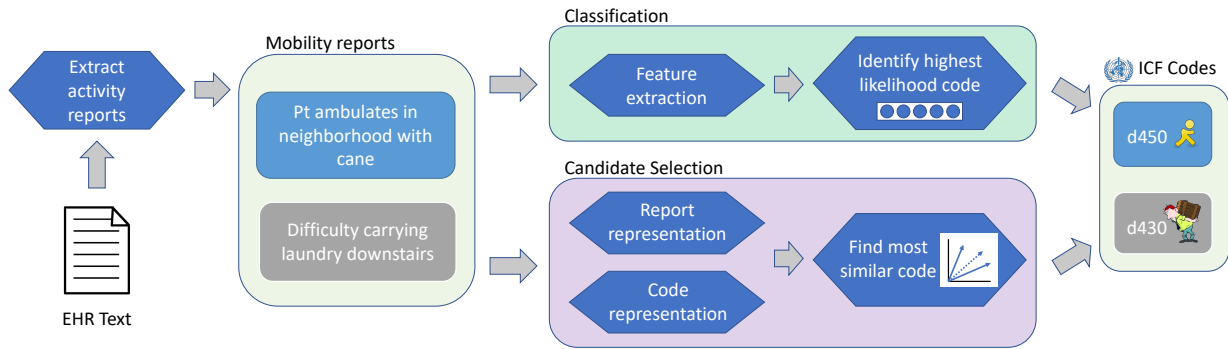 Extract
activity
reports
EHR Text
Mobility reports
Pt ambulates in
neighborhood with
cane
Difficulty carrying
laundry downstairs
Classification
Feature
extraction
Identify highest
likelihood code
Candidate Selection
Report
representation
Code
representation
Find most
similar code
ICF Codes
d450
d430